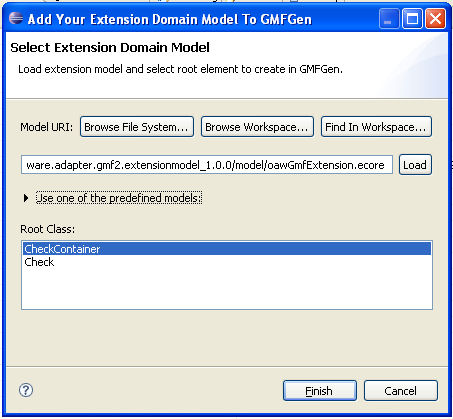 Add Your Extension Domain Model To GMFGen
Select Extension Domain Model
Load extension model and select root element to create in GMFGen.
Model URI: Browse File System... Browse Workspace... Find In Workspace...
ware.adapter.gmf2.extensionmodel_1.0.0/model/oawGmfExtension.ecore Load
Use one of the predefined models:
Root Class:
CheckContainer
Check
? Finish Cancel